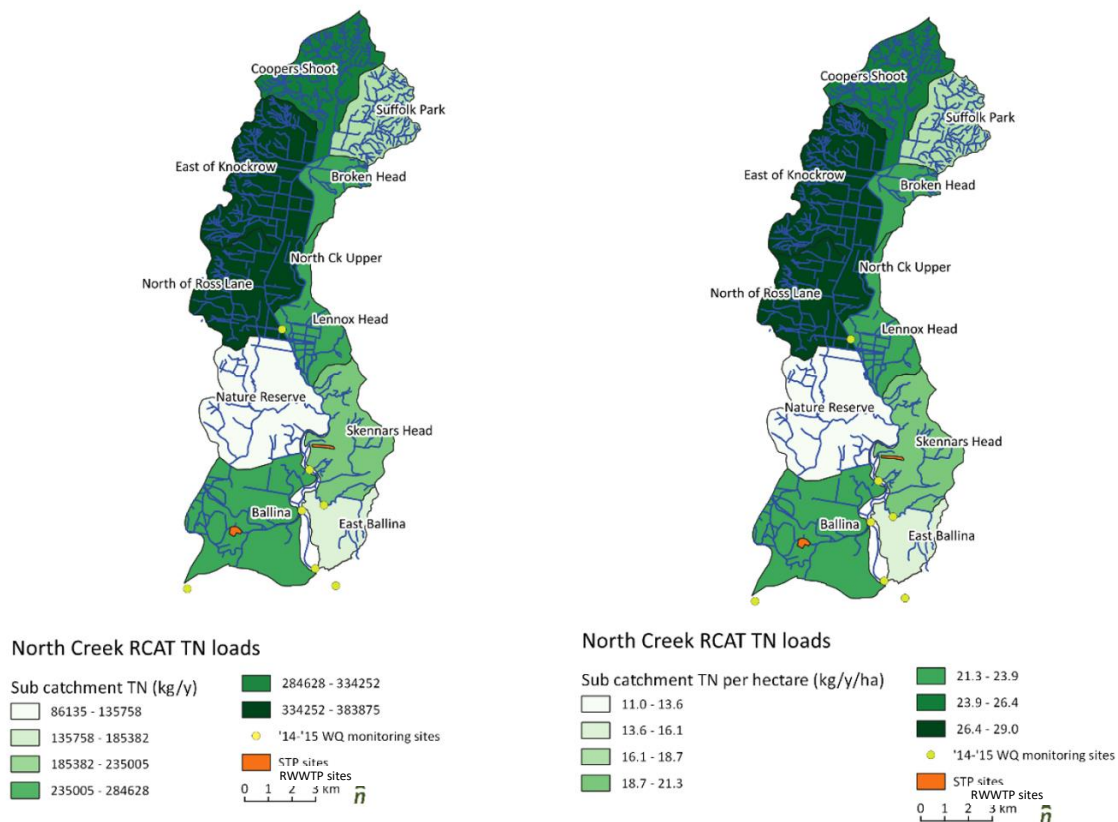 Coopers Shoot
Suffolk Park
East of Knockrow
Broken Head
North Ck Upper
North of Ross Lane
Lennox Head
Nature Reserve
Skennars Head
Ballina
East Ballina
North Creek RCAT TN loads
Sub catchment TN (kg/y)
86135 - 135758
135758 - 185382
185382 - 235005
235005 - 284628
284628 - 334252
334252 - 383875
'14-'15 WQ monitoring sites
STP sites
RWWTP sites
0 1 2 3 km
n
Coopers Shoot
Suffolk Park
East of Knockrow
Broken Head
North Ck Upper
North of Ross Lane
Lennox Head
Nature Reserve
Skennars Head
Ballina
East Ballina
North Creek RCAT TN loads
Sub catchment TN per hectare (kg/y/ha)
11.0 - 13.6
13.6 - 16.1
16.1 - 18.7
18.7 - 21.3
21.3 - 23.9
23.9 - 26.4
26.4 - 29.0
'14-'15 WQ monitoring sites
STP sites
RWWTP sites
0 1 2 3 km
n